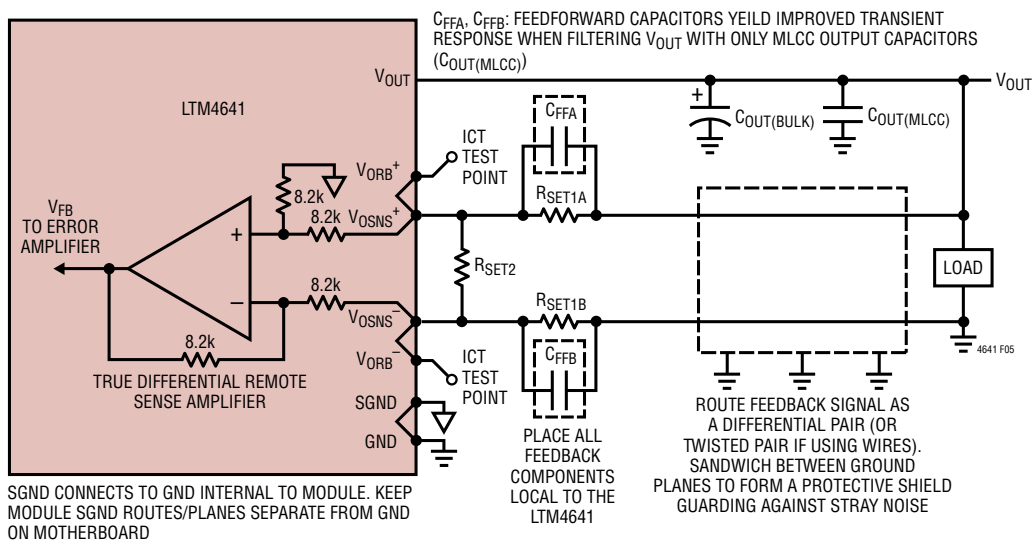 CFFA, CFFB: FEEDFORWARD CAPACITORS YEILD IMPROVED TRANSIENT
RESPONSE WHEN FILTERING VOUT WITH ONLY MLCC OUTPUT CAPACITORS
(COUT(MLCC))
VOUT
VOUT
LTM4641
+
COUT(BULK)
COUT(MLCC)
CFFA
ICT
TEST
POINT
VORB+
8.2k
RSET1A
VFB
TO ERROR
AMPLIFIER
8.2k
VOSNS+
+
RSET2
LOAD
–
8.2k
VOSNS–
RSET1B
8.2k
CFFB
VORB–
ICT
TEST
POINT
4641 F05
TRUE DIFFERENTIAL REMOTE
SENSE AMPLIFIER
SGND
GND
PLACE ALL
FEEDBACK
COMPONENTS
LOCAL TO THE
LTM4641
ROUTE FEEDBACK SIGNAL AS
A DIFFERENTIAL PAIR (OR
TWISTED PAIR IF USING WIRES).
SANDWICH BETWEEN GROUND
PLANES TO FORM A PROTECTIVE SHIELD
GUARDING AGAINST STRAY NOISE
SGND CONNECTS TO GND INTERNAL TO MODULE. KEEP
MODULE SGND ROUTES/PLANES SEPARATE FROM GND
ON MOTHERBOARD